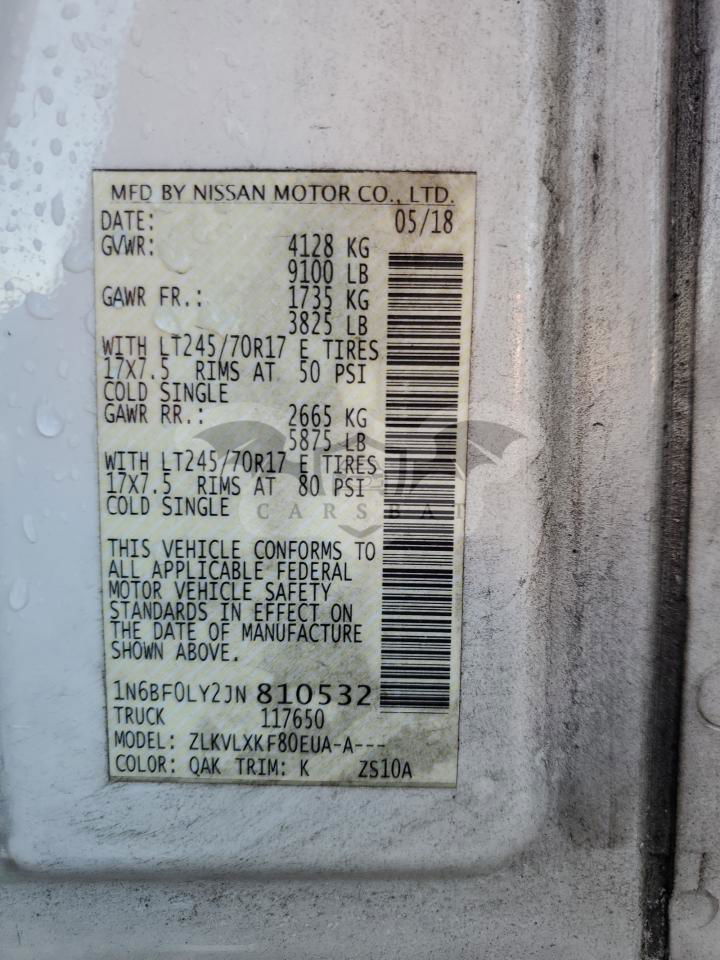 MFD BY NISSAN MOTOR CO., LTD.
DATE: 05/18
GVWR: 4128 KG
9100 LB
GAWR FR.: 1735 KG
3825 LB
WITH LT245/70R17 E TIRES
17X7.5 RIMS AT 50 PSI
COLD SINGLE
GAWR RR.: 2665 KG
5875 LB
WITH LT245/70R17 E TIRES
17X7.5 RIMS AT 80 PSI
COLD SINGLE
CARSBAT
THIS VEHICLE CONFORMS TO
ALL APPLICABLE FEDERAL
MOTOR VEHICLE SAFETY
STANDARDS IN EFFECT ON
THE DATE OF MANUFACTURE
SHOWN ABOVE.
1N6BF0LY2JN 810532
TRUCK 117650
MODEL: ZLKVLXKF80EUA-A---
COLOR: QAK TRIM: K ZS10A